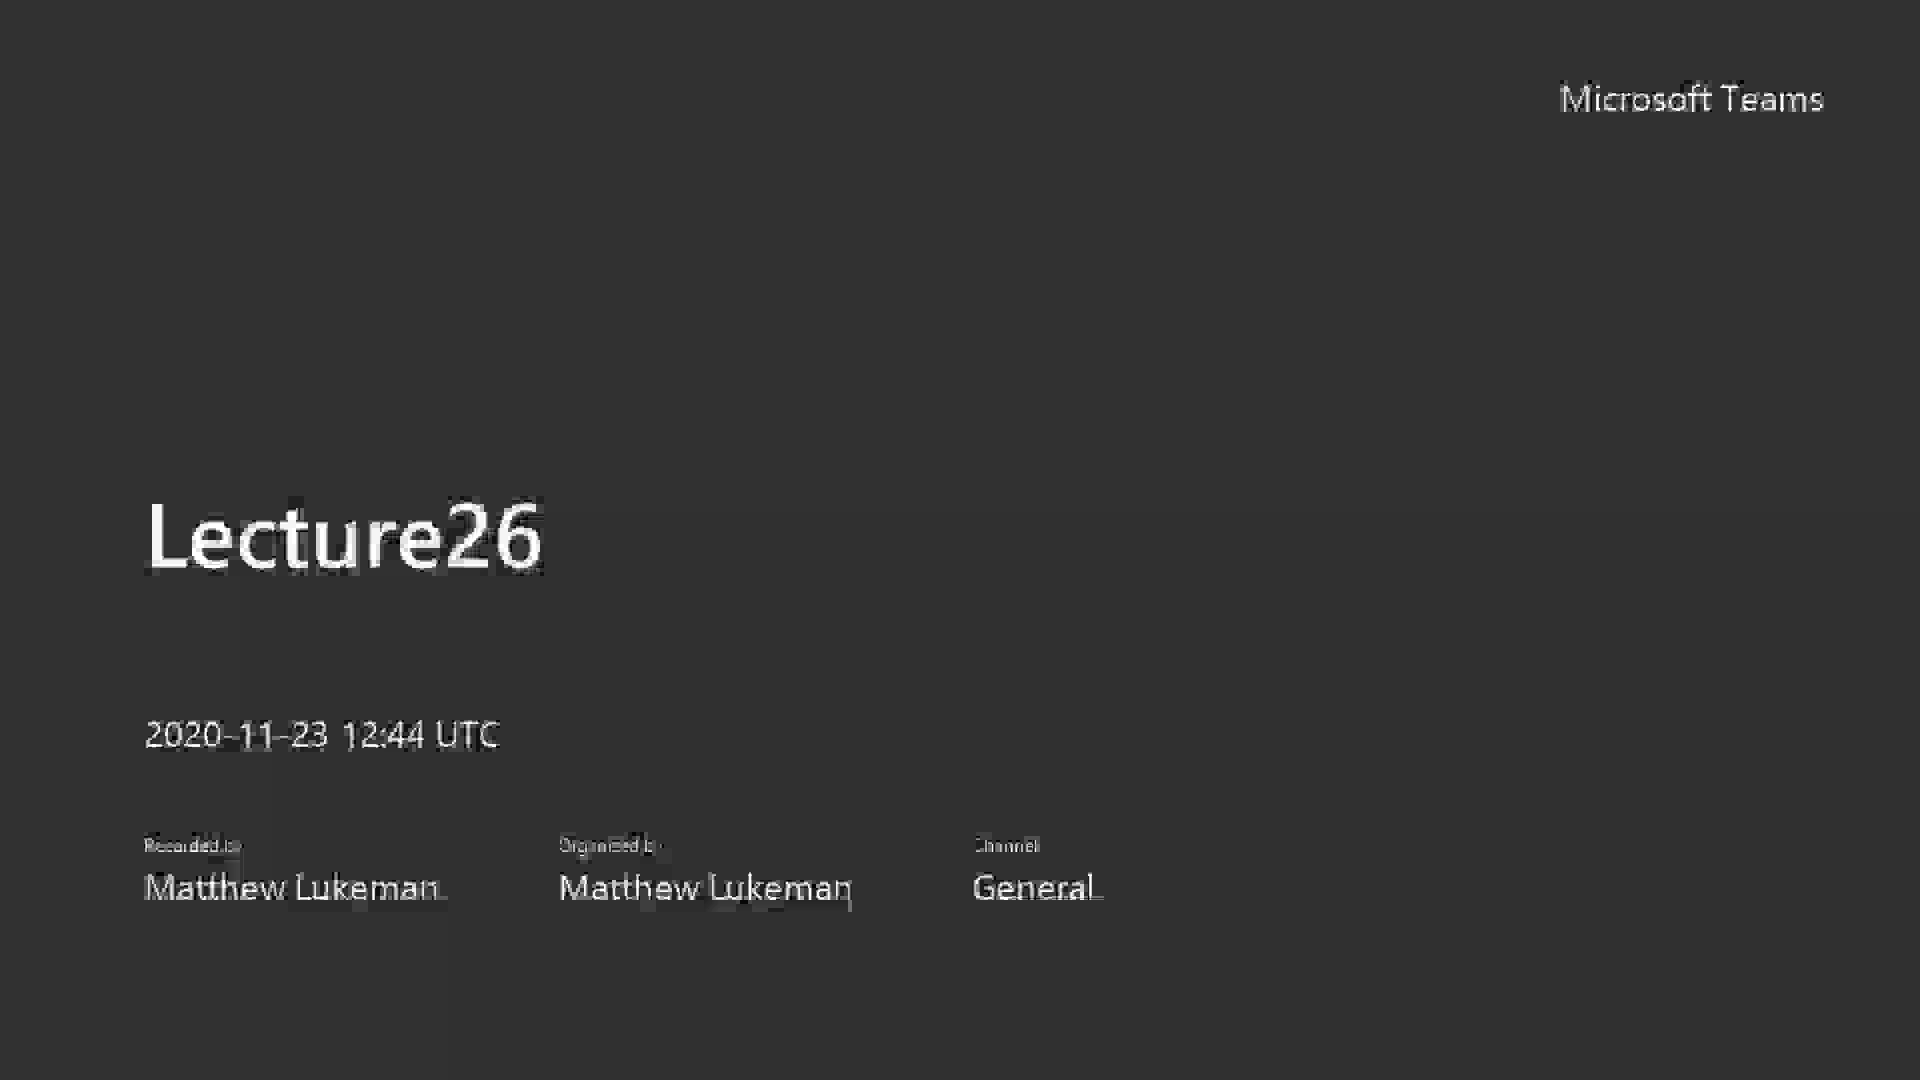 Microsoft Teams
Lecture26
2020-11-23 12:44 UTC
Recorded by
Organized by
Channel
Matthew Lukeman
Matthew Lukeman
General